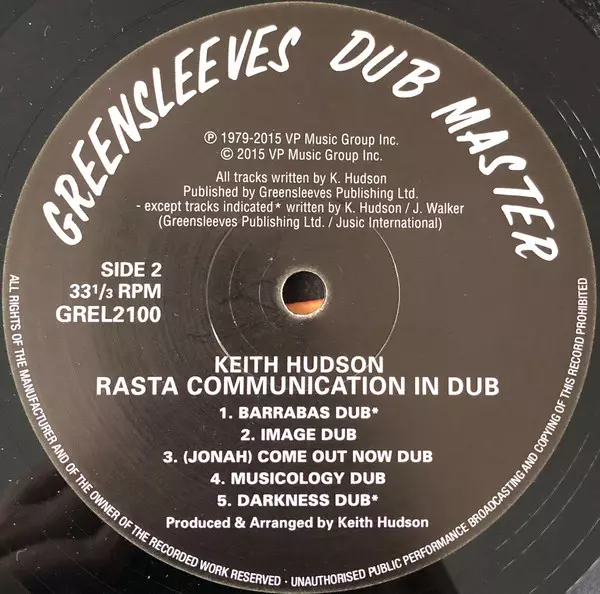 GREENSLEEVES DUB MASTER
℗ 1979-2015 VP Music Group Inc.
© 2015 VP Music Group Inc.
All tracks written by K. Hudson
Published by Greensleeves Publishing Ltd.
- except tracks indicated* written by K. Hudson / J. Walker
(Greensleeves Publishing Ltd. / Jusic International)
SIDE 2
33 1/3 RPM
GREL2100
KEITH HUDSON
RASTA COMMUNICATION IN DUB
1. BARRABAS DUB*
2. IMAGE DUB
3. (JONAH) COME OUT NOW DUB
4. MUSICOLOGY DUB
5. DARKNESS DUB*
Produced & Arranged by Keith Hudson
ALL RIGHTS OF THE MANUFACTURER AND OF THE OWNER OF THE RECORDED WORK RESERVED · UNAUTHORISED PUBLIC PERFORMANCE BROADCASTING AND COPYING OF THIS RECORD PROHIBITED